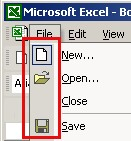 Microsoft Excel - Bo
File Edit View
New...
Open...
Close
Save